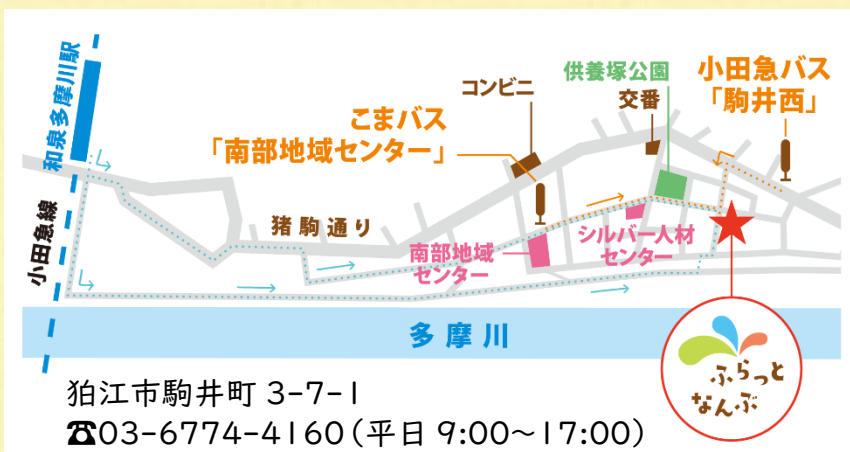 和泉多摩川駅
小田急線
猪駒通り
こまバス
「南部地域センター」
コンビニ
供養塚公園
交番
小田急バス
「駒井西」
南部地域
センター
シルバー人材
センター
多摩川
ふらっと
なんぶ
狛江市駒井町 3-7-1
☎03-6774-4160(平日 9:00〜17:00)